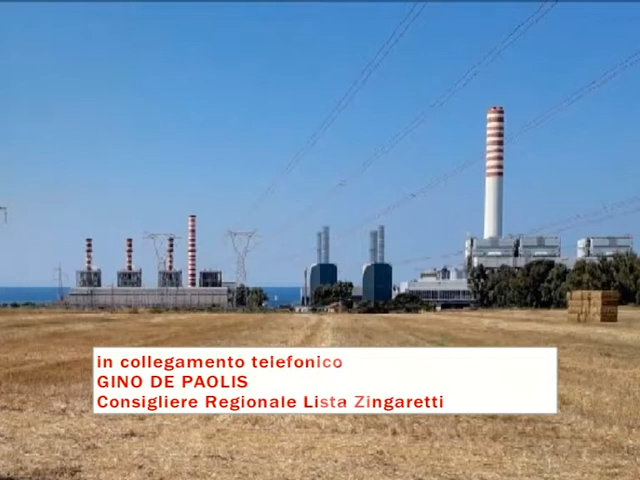 in collegamento telefonico
GINO DE PAOLIS
Consigliere Regionale Lista Zingaretti